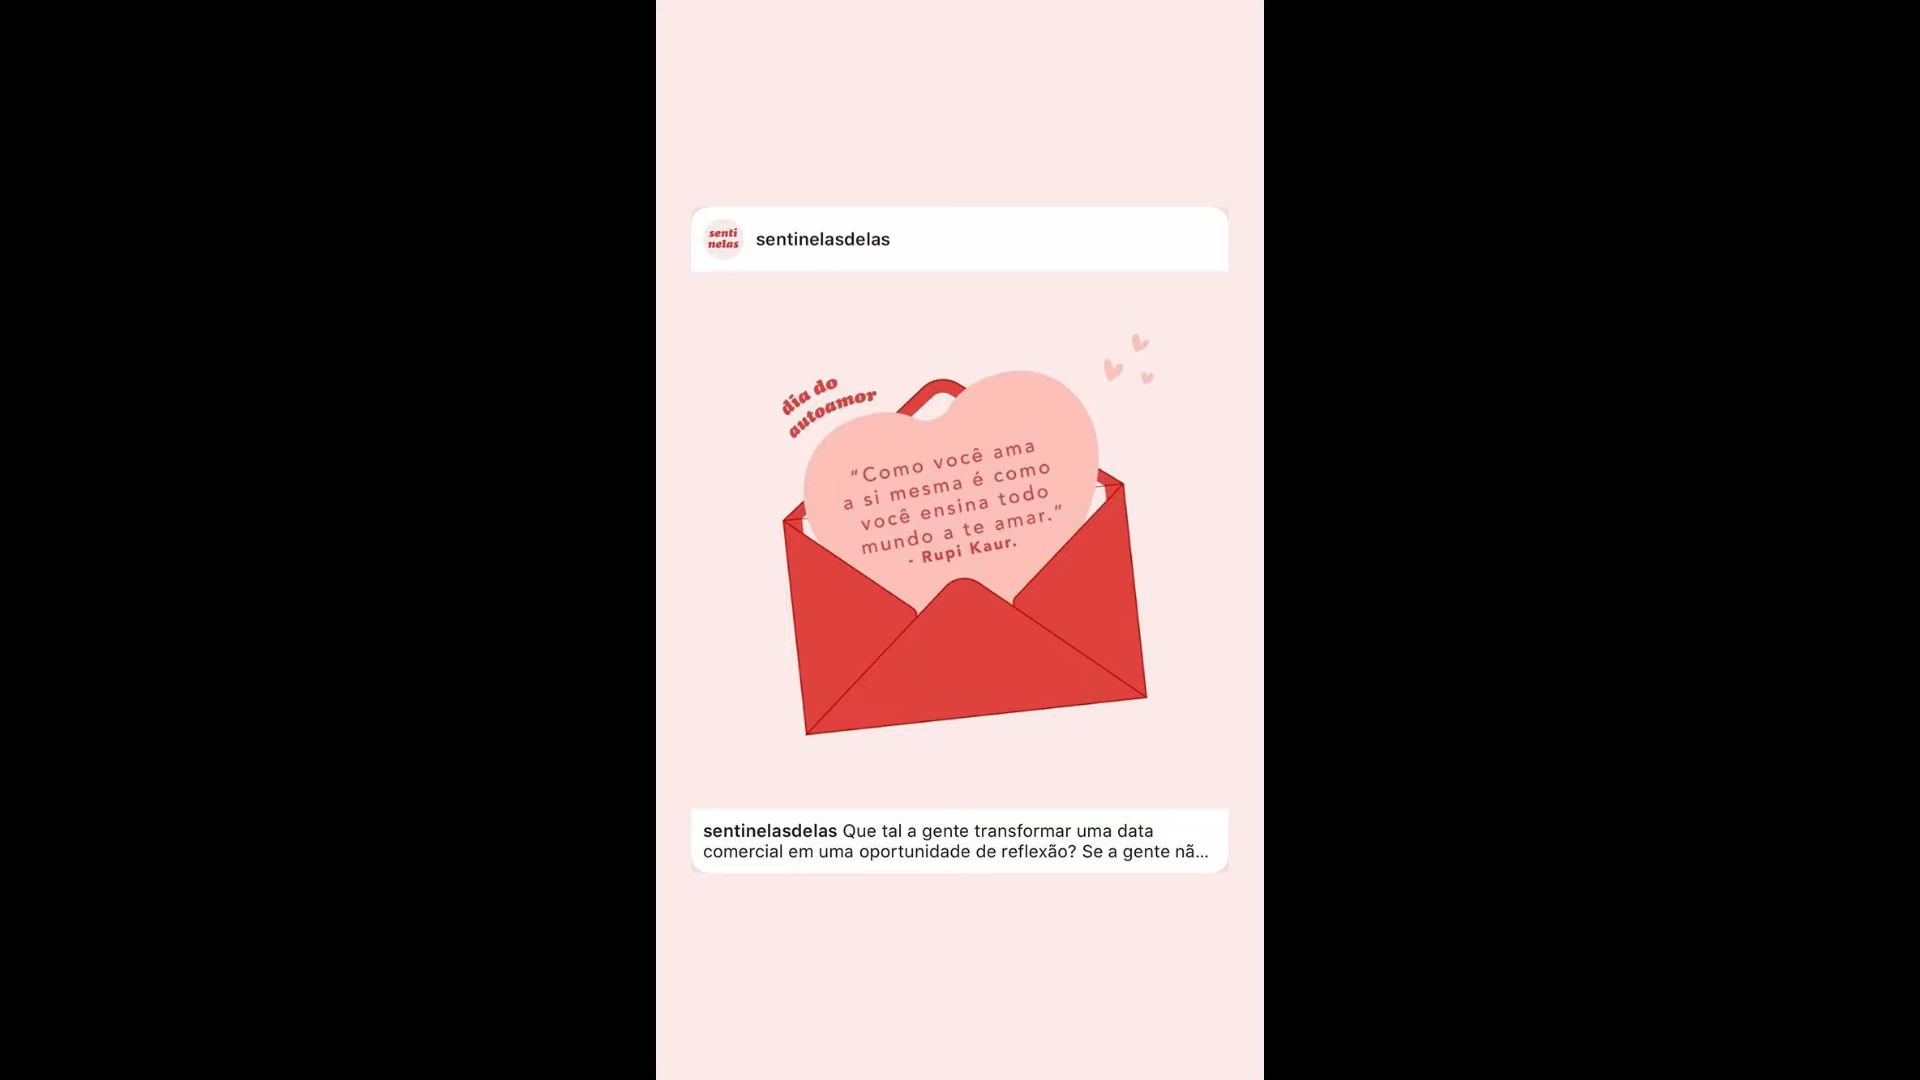 senti
nelas
sentinelasdelas
dia do
autoamor
“Como você ama
a si mesma é como
você ensina todo
mundo a te amar.”
- Rupi Kaur.
sentinelasdelas Que tal a gente transformar uma data
comercial em uma oportunidade de reflexão? Se a gente nã...